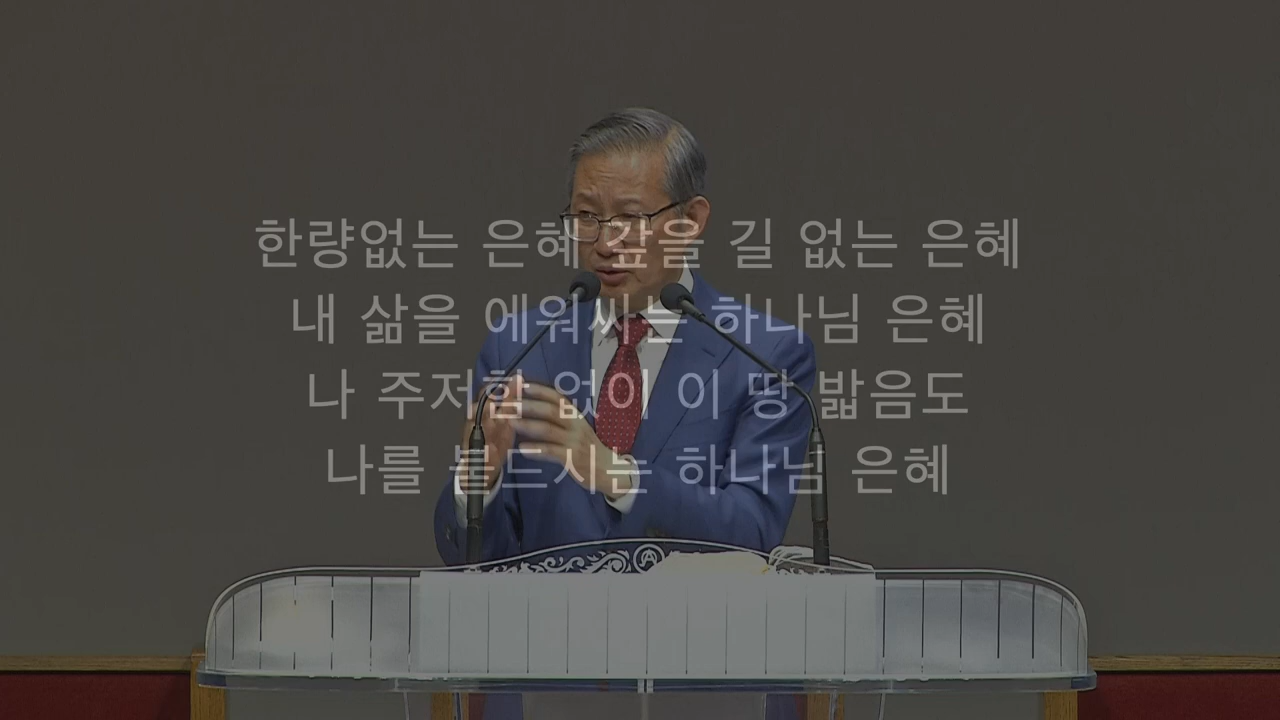 한량없는 은혜 갚을 길 없는 은혜
내 삶을 에워싸는 하나님 은혜
나 주저함 없이 이 땅 밟음도
나를 붙드시는 하나님 은혜